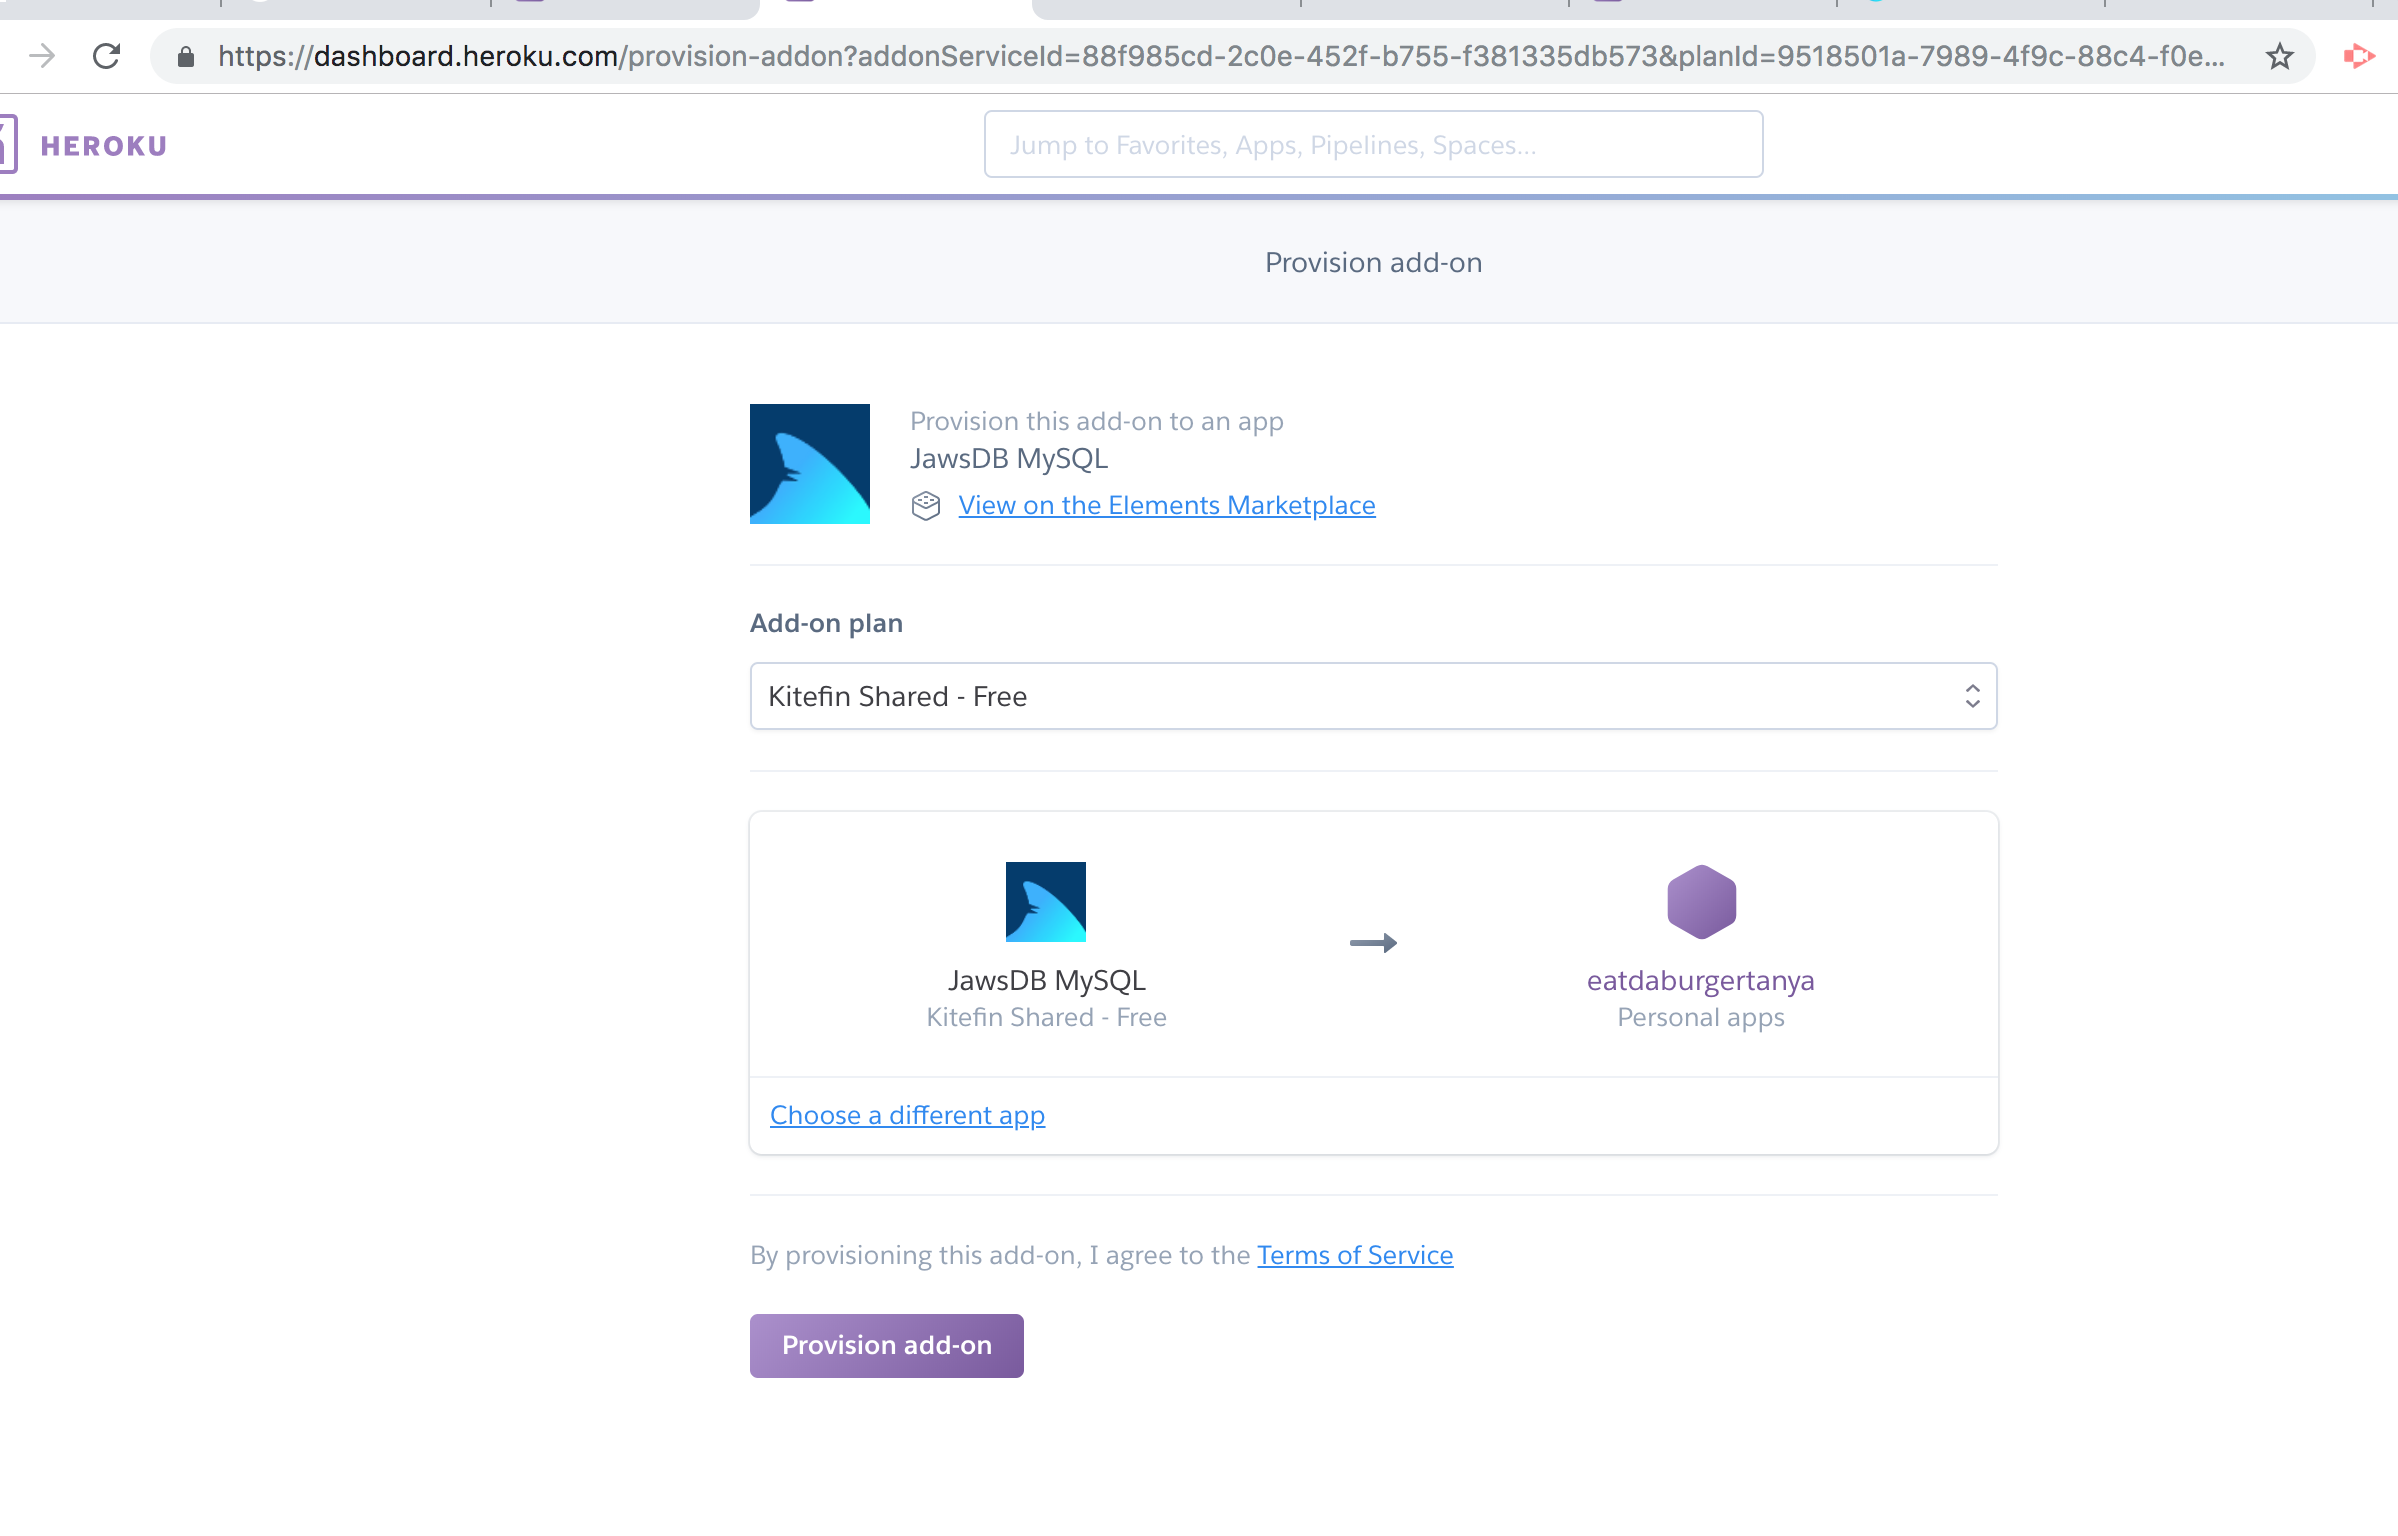 https://dashboard.heroku.com/provision-addon?addonServiceId=88f985cd-2c0e-452f-b755-f381335db573&planId=9518501a-7989-4f9c-88c4-f0e...
HEROKU
Jump to Favorites, Apps, Pipelines, Spaces...
Provision add-on
Provision this add-on to an app
JawsDB MySQL
View on the Elements Marketplace
Add-on plan
Kitefin Shared - Free
JawsDB MySQL
Kitefin Shared - Free
eatdaburgertanya
Personal apps
Choose a different app
By provisioning this add-on, I agree to the Terms of Service
Provision add-on